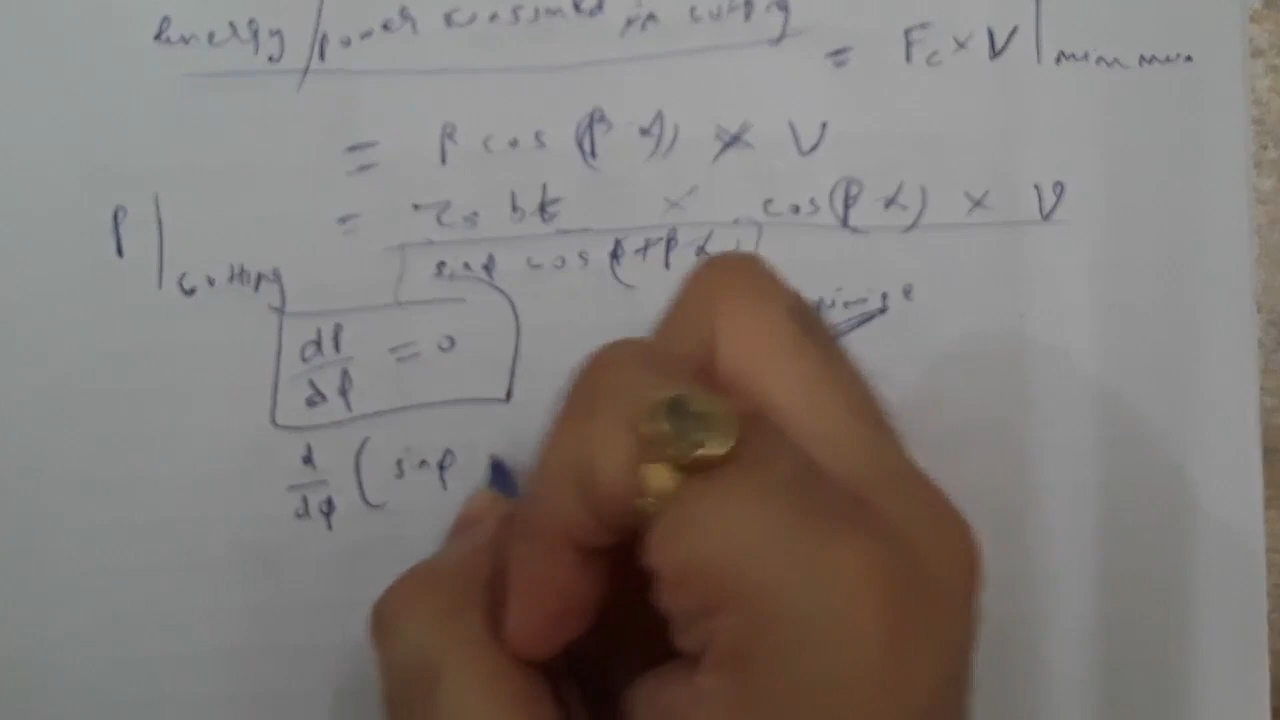 Energy/power consumed in cutting = Fc × V | minimum
= R cos(β-α) × V
P | cutting = τs bt × cos(β-α) × V
sinφ cos(φ+β-α)
dP/dφ = 0
d/dφ ( sinφ